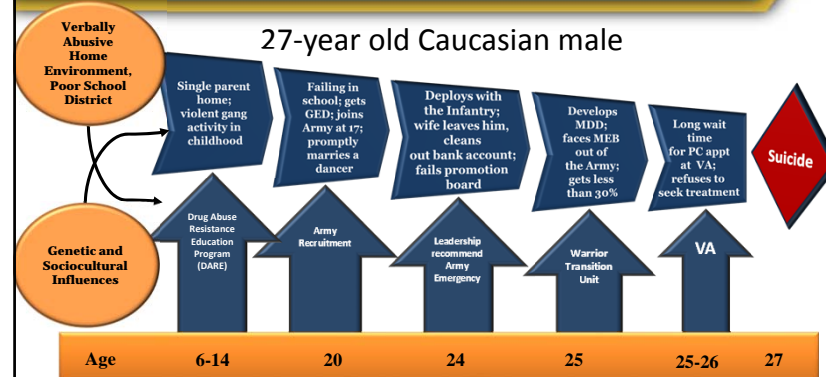 27-year old Caucasian male
Verbally
Abusive
Home
Environment,
Poor School
District
Genetic and
Sociocultural
Influences
Single parent
home;
violent gang
activity in
childhood
Failing in
school; gets
GED; joins
Army at 17;
promptly
marries a
dancer
Deploys with
the Infantry;
wife leaves him,
cleans
out bank account;
fails promotion
board
Develops
MDD;
faces MEB
out of
the Army;
gets less
than 30%
Long wait
time
for PC appt
at VA;
refuses to
seek treatment
Suicide
Drug Abuse
Resistance
Education
Program
(DARE)
Army
Recruitment
Leadership
recommend
Army
Emergency
Warrior
Transition
Unit
VA
Age 6-14 20 24 25 25-26 27